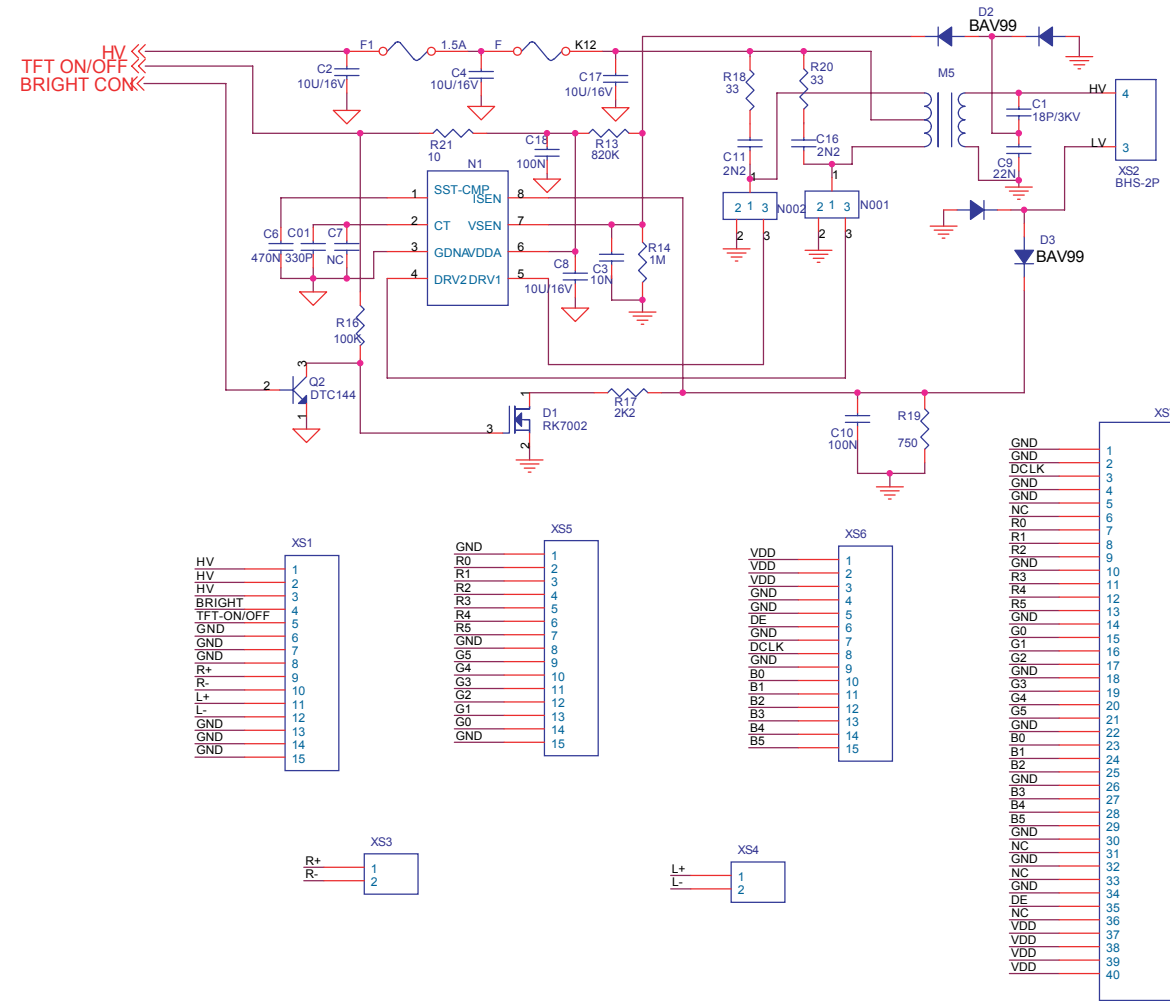 HV
TFT ON/OFF
BRIGHT CON
F1 1.5A F K12
C2
10U/16V
C4
10U/16V
C17
10U/16V
D2
BAV99
R18
33
R20
33
M5
HV 4
LV 3
XS2
BHS-2P
C1
18P/3KV
C9
22N
C11
2N2
C16
2N2
R21
10
C18
100N
R13
820K
N1
1 SST-CMP
ISEN 8
2 CT VSEN 7
3 GDNA VDDA 6
4 DRV2 DRV1 5
C6
470N
C01
330P
C7
NC
C8
10U/16V
C3
10N
R14
1M
1
2 1 3
N002
2 3
1
2 1 3
N001
2 3
D3
BAV99
R16
100K
3
2
1
Q2
DTC144
1
3
2
D1
RK7002
R17
2K2
C10
100N
R19
750
XS1
HV 1
HV 2
HV 3
BRIGHT 4
TFT-ON/OFF 5
GND 6
GND 7
GND 8
R+ 9
R- 10
L+ 11
L- 12
GND 13
GND 14
GND 15
XS5
GND 1
R0 2
R1 3
R2 4
R3 5
R4 6
R5 7
GND 8
G5 9
G4 10
G3 11
G2 12
G1 13
G0 14
GND 15
XS6
VDD 1
VDD 2
VDD 3
GND 4
GND 5
DE 6
GND 7
DCLK 8
GND 9
B0 10
B1 11
B2 12
B3 13
B4 14
B5 15
GND 1
GND 2
DCLK 3
GND 4
GND 5
NC 6
R0 7
R1 8
R2 9
GND 10
R3 11
R4 12
R5 13
GND 14
G0 15
G1 16
G2 17
GND 18
G3 19
G4 20
G5 21
GND 22
B0 23
B1 24
B2 25
GND 26
B3 27
B4 28
B5 29
GND 30
NC 31
GND 32
NC 33
GND 34
DE 35
NC 36
VDD 37
VDD 38
VDD 39
VDD 40
XS3
R+ 1
R- 2
XS4
L+ 1
L- 2